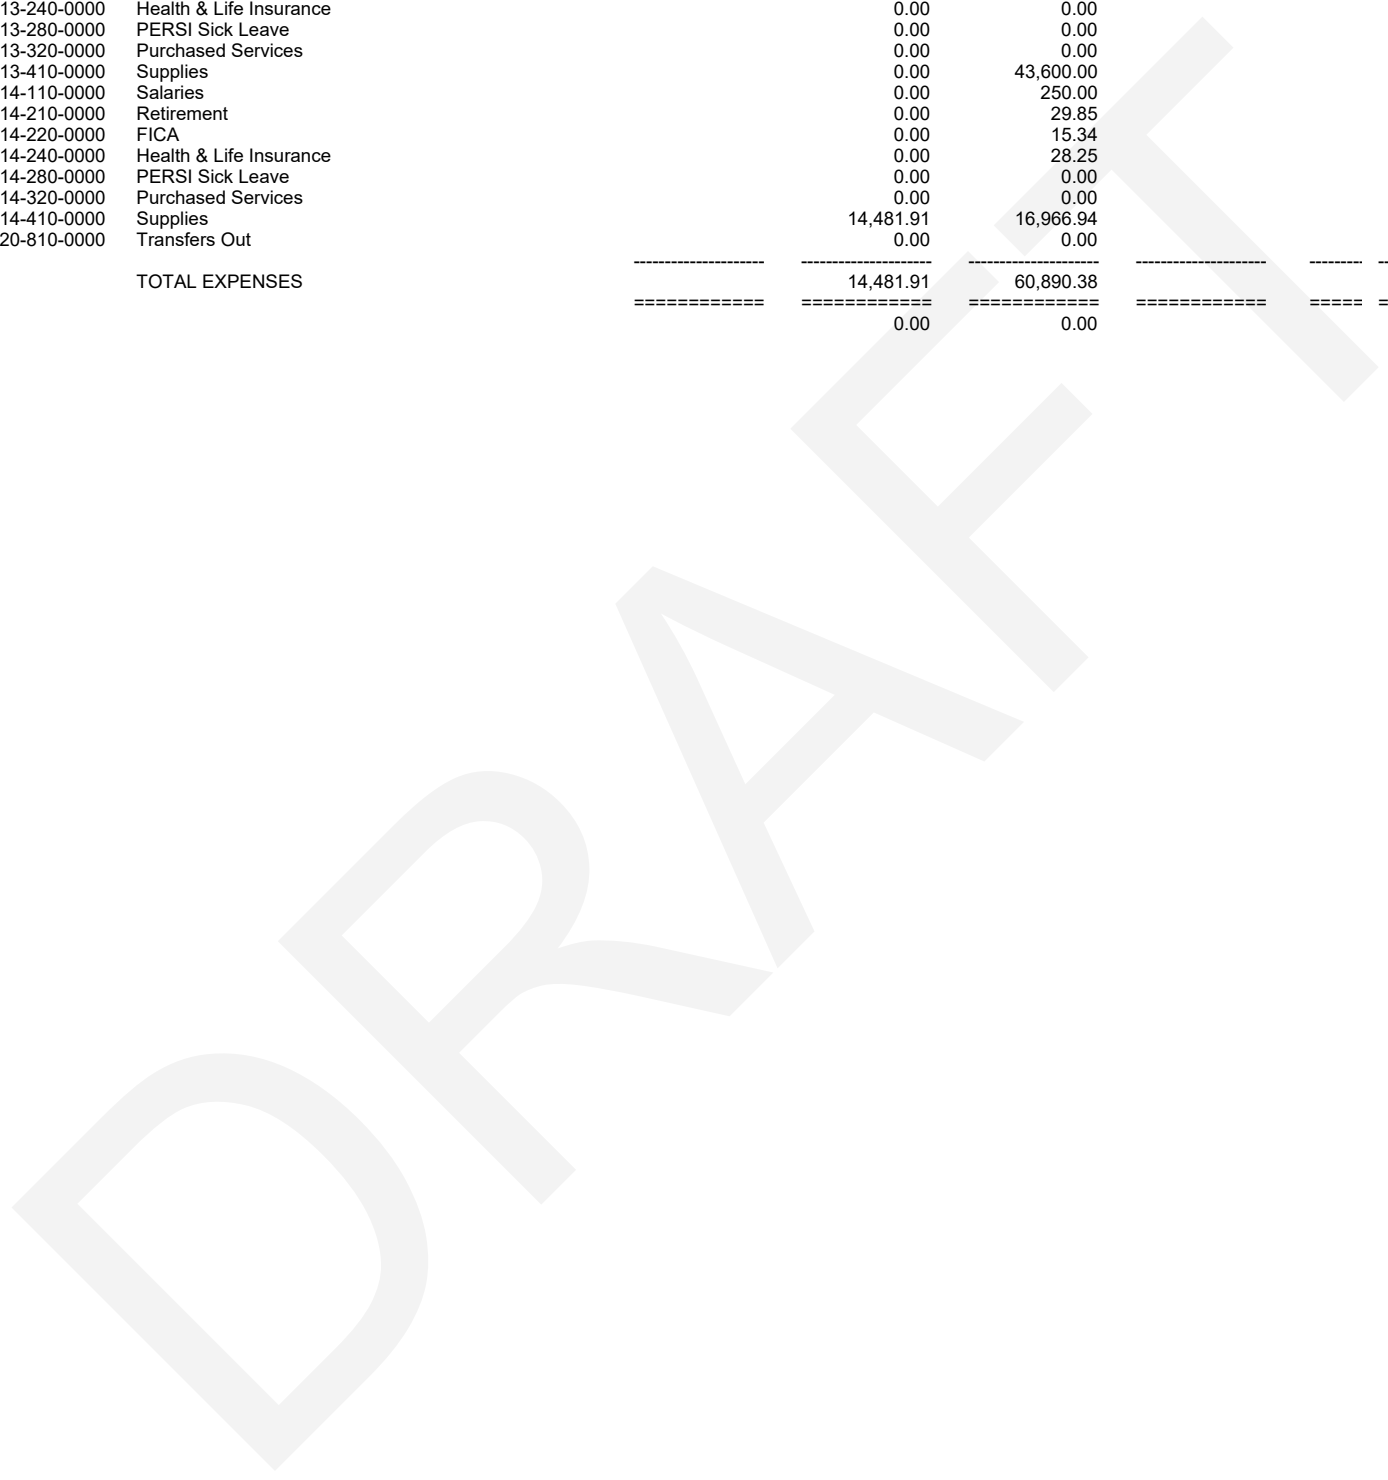 13-240-0000 Health & Life Insurance 0.00 0.00
13-280-0000 PERSI Sick Leave 0.00 0.00
13-320-0000 Purchased Services 0.00 0.00
13-410-0000 Supplies 0.00 43,600.00
14-110-0000 Salaries 0.00 250.00
14-210-0000 Retirement 0.00 29.85
14-220-0000 FICA 0.00 15.34
14-240-0000 Health & Life Insurance 0.00 28.25
14-280-0000 PERSI Sick Leave 0.00 0.00
14-320-0000 Purchased Services 0.00 0.00
14-410-0000 Supplies 14,481.91 16,966.94
20-810-0000 Transfers Out 0.00 0.00
--------------------- --------------------- --------------------- --------------------- -------- --
TOTAL EXPENSES 14,481.91 60,890.38
============ ============ ============ ============ ===== =
0.00 0.00
DRAFT